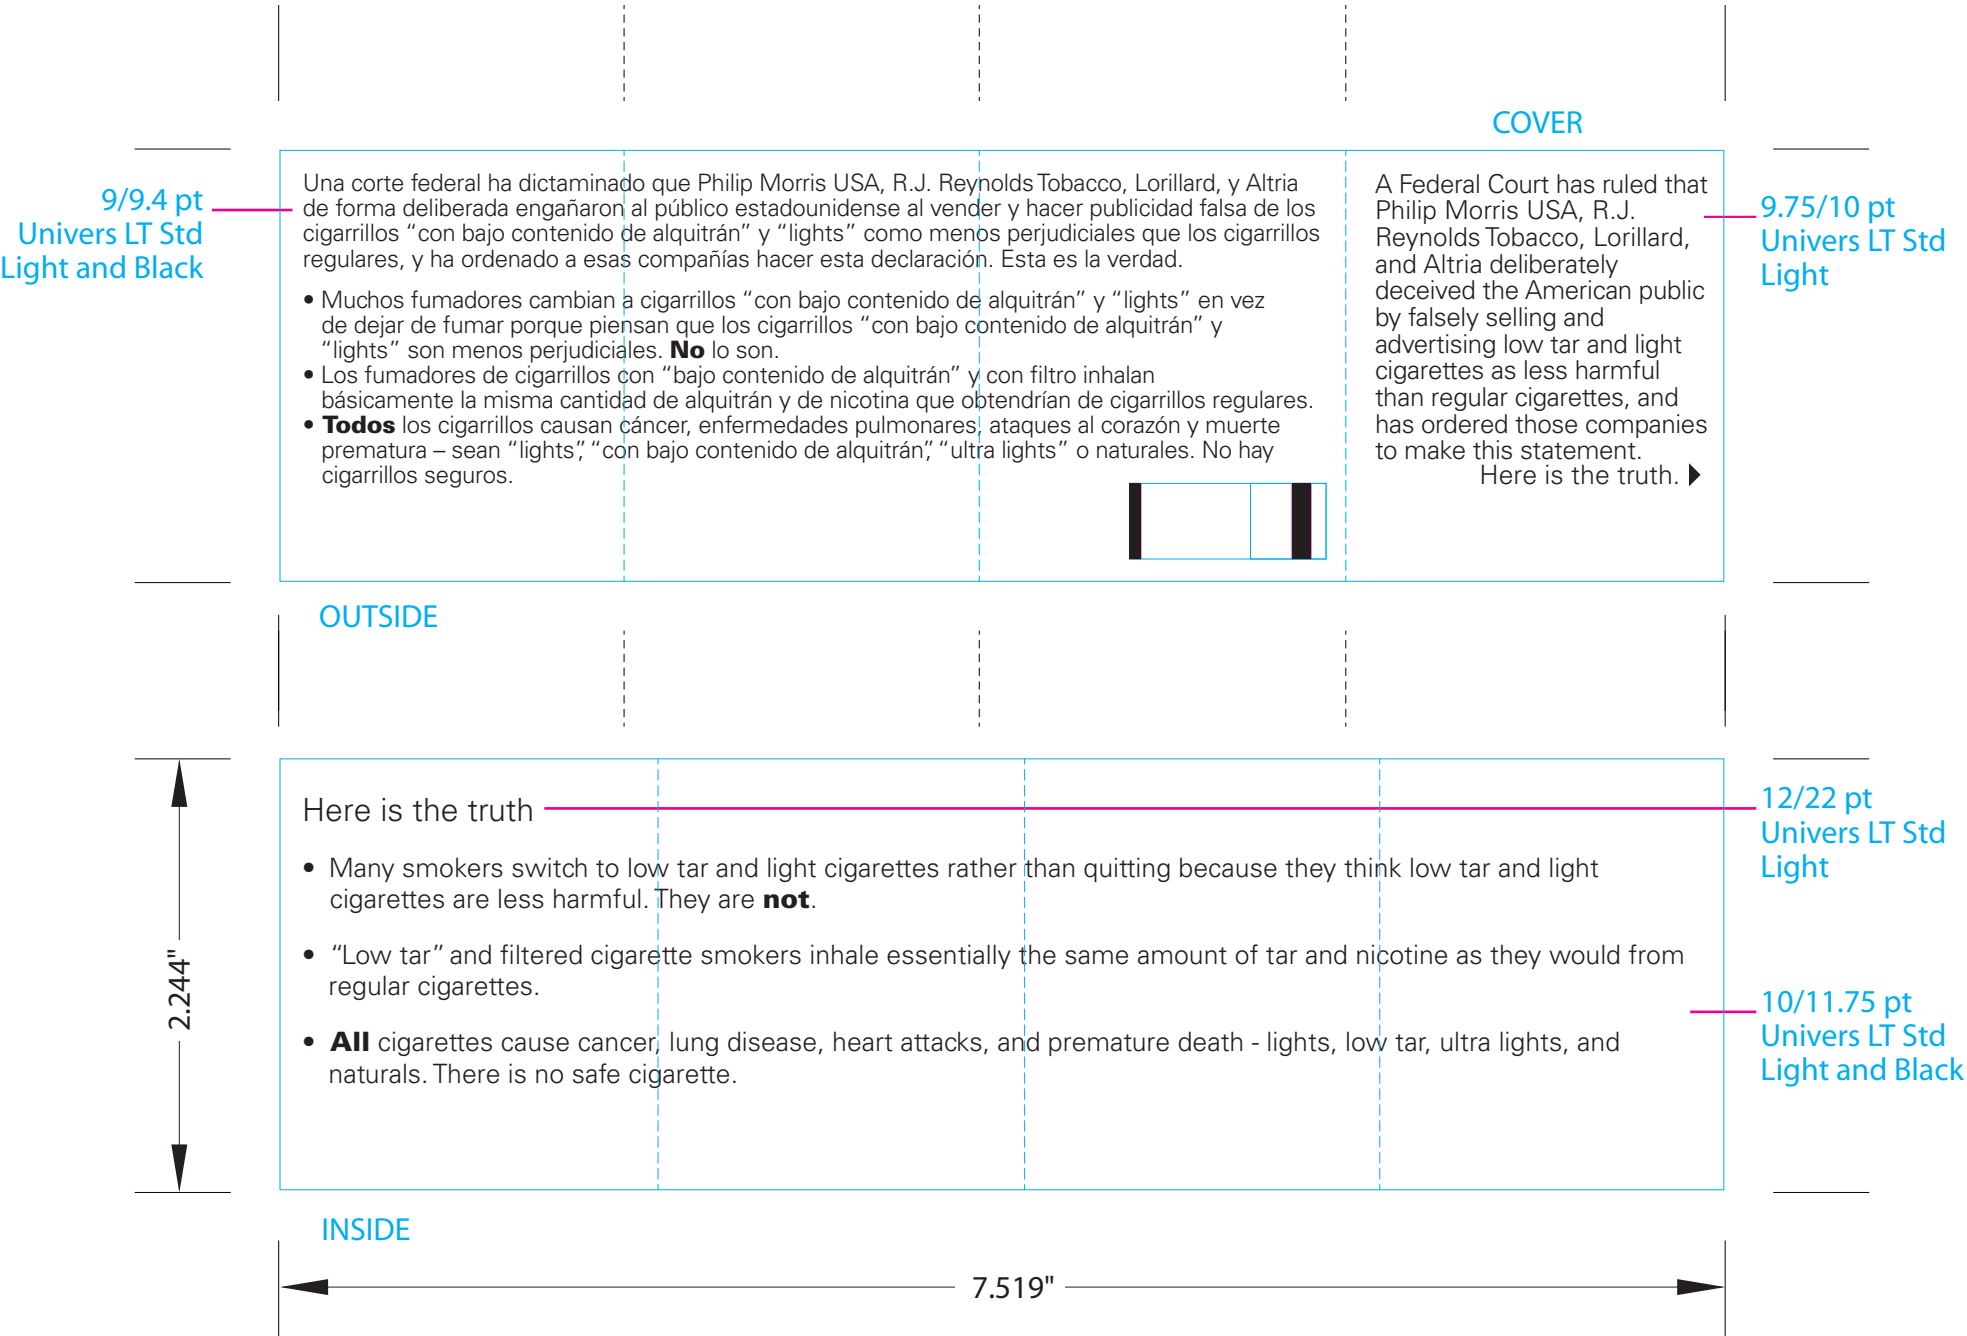 COVER
9/9.4 pt
Univers LT Std
Light and Black
Una corte federal ha dictaminado que Philip Morris USA, R.J. Reynolds Tobacco, Lorillard, y Altria
de forma deliberada engañaron al público estadounidense al vender y hacer publicidad falsa de los
cigarrillos “con bajo contenido de alquitrán” y “lights” como menos perjudiciales que los cigarrillos
regulares, y ha ordenado a esas compañías hacer esta declaración. Esta es la verdad.
• Muchos fumadores cambian a cigarrillos “con bajo contenido de alquitrán” y “lights” en vez
de dejar de fumar porque piensan que los cigarrillos “con bajo contenido de alquitrán” y
“lights” son menos perjudiciales. No lo son.
• Los fumadores de cigarrillos con “bajo contenido de alquitrán” y con filtro inhalan
básicamente la misma cantidad de alquitrán y de nicotina que obtendrían de cigarrillos regulares.
• Todos los cigarrillos causan cáncer, enfermedades pulmonares, ataques al corazón y muerte
prematura – sean “lights”, “con bajo contenido de alquitrán”, “ultra lights” o naturales. No hay
cigarrillos seguros.
A Federal Court has ruled that
Philip Morris USA, R.J.
Reynolds Tobacco, Lorillard,
and Altria deliberately
deceived the American public
by falsely selling and
advertising low tar and light
cigarettes as less harmful
than regular cigarettes, and
has ordered those companies
to make this statement.
Here is the truth.
9.75/10 pt
Univers LT Std
Light
OUTSIDE
Here is the truth
• Many smokers switch to low tar and light cigarettes rather than quitting because they think low tar and light
cigarettes are less harmful. They are not.
• “Low tar” and filtered cigarette smokers inhale essentially the same amount of tar and nicotine as they would from
regular cigarettes.
• All cigarettes cause cancer, lung disease, heart attacks, and premature death - lights, low tar, ultra lights, and
naturals. There is no safe cigarette.
12/22 pt
Univers LT Std
Light
10/11.75 pt
Univers LT Std
Light and Black
2.244"
INSIDE
7.519"